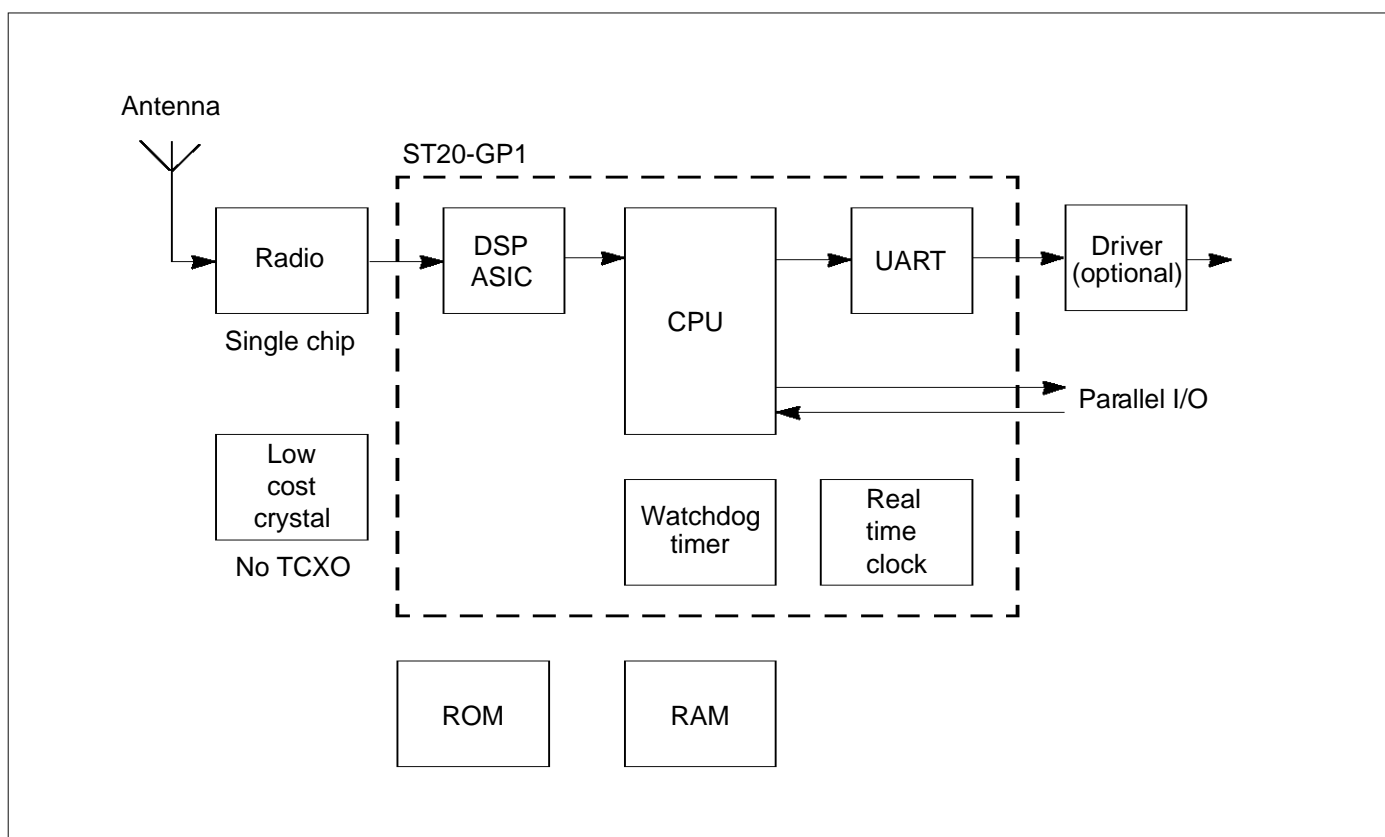 Antenna
ST20-GP1
Radio
DSP
ASIC
CPU
UART
Driver
(optional)
Single chip
Parallel I/O
Low
cost
crystal
No TCXO
Watchdog
timer
Real
time
clock
ROM
RAM